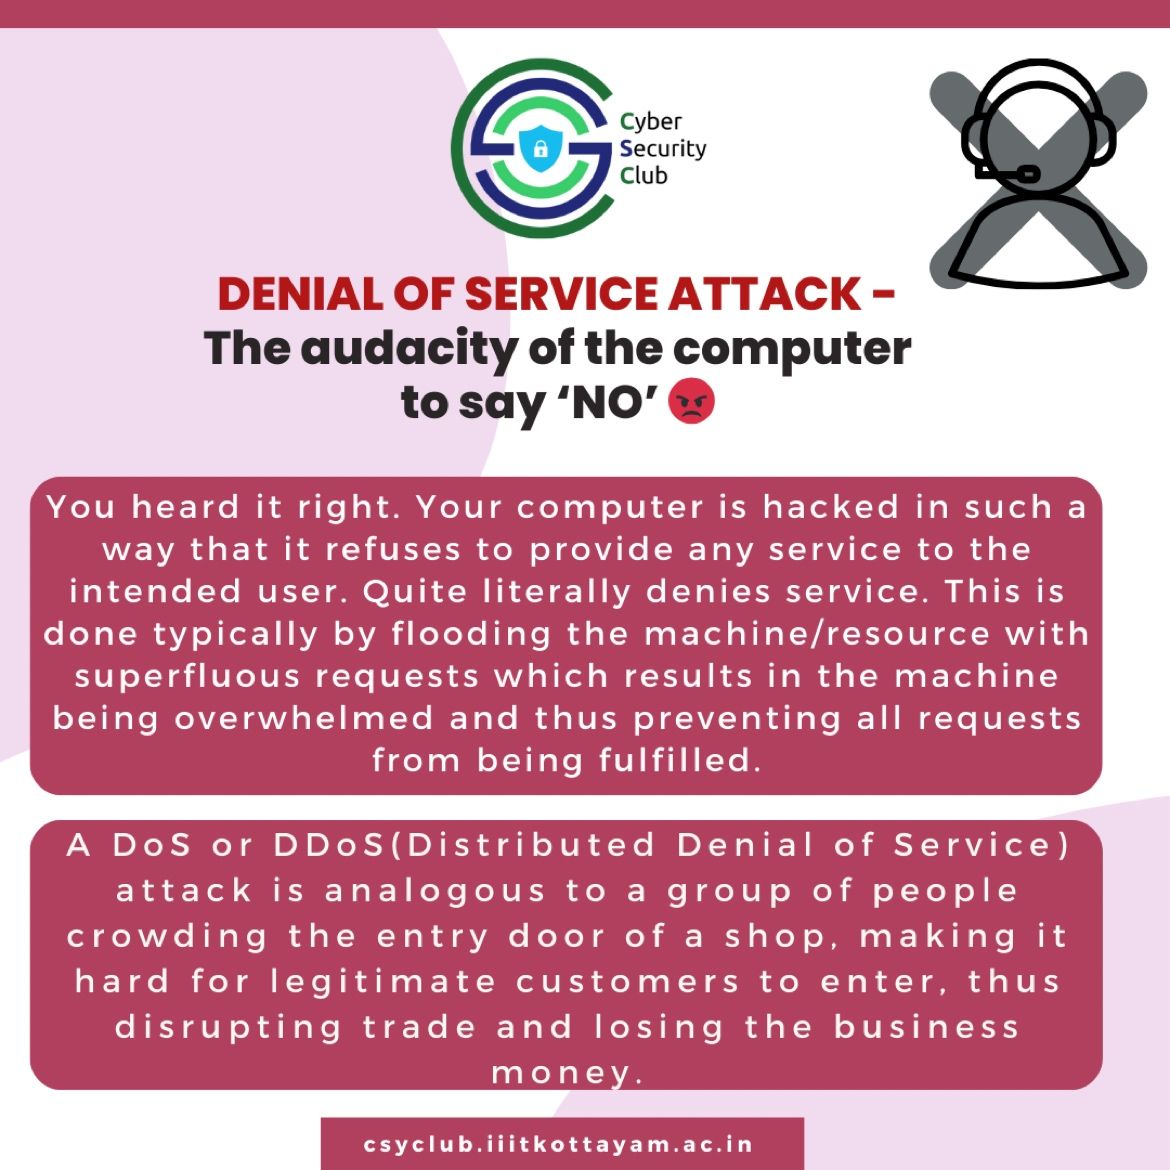 Cyber
Security
Club
DENIAL OF SERVICE ATTACK -
The audacity of the computer
to say ‘NO’ 😡
You heard it right. Your computer is hacked in such a
way that it refuses to provide any service to the
intended user. Quite literally denies service. This is
done typically by flooding the machine/resource with
superfluous requests which results in the machine
being overwhelmed and thus preventing all requests
from being fulfilled.
A DoS or DDoS(Distributed Denial of Service)
attack is analogous to a group of people
crowding the entry door of a shop, making it
hard for legitimate customers to enter, thus
disrupting trade and losing the business
money.
csyclub.iiitkottayam.ac.in